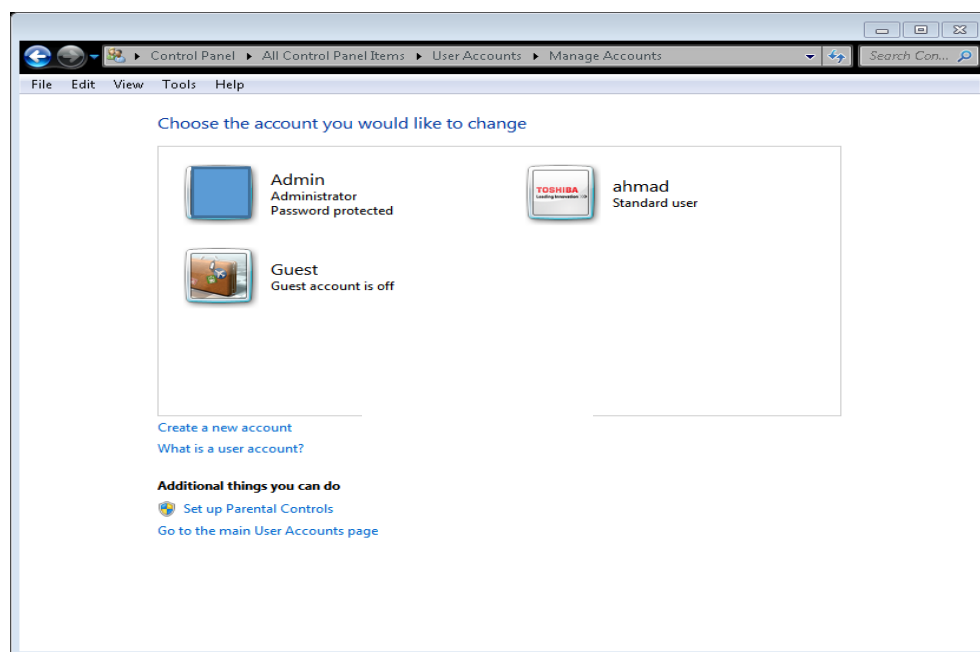 Control Panel All Control Panel Items User Accounts Manage Accounts
Search Con...
File Edit View Tools Help
Choose the account you would like to change
Admin
Administrator
Password protected
TOSHIBA
Leading Innovation >>>
ahmad
Standard user
Guest
Guest account is off
Create a new account
What is a user account?
Additional things you can do
Set up Parental Controls
Go to the main User Accounts page